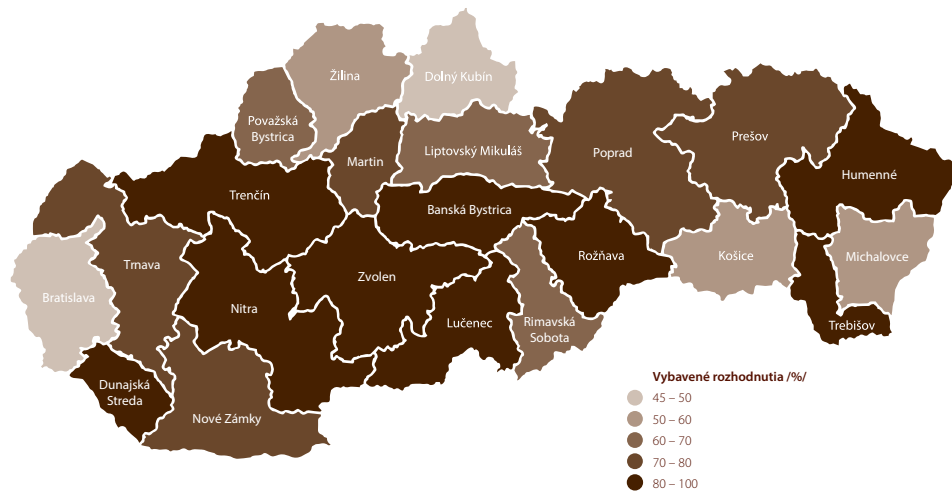 Žilina
Dolný Kubín
Považská
Bystrica
Martin
Liptovský Mikuláš
Poprad
Prešov
Humenné
Trenčín
Banská Bystrica
Trnava
Zvolen
Rožňava
Košice
Michalovce
Bratislava
Nitra
Lučenec
Rimavská
Sobota
Trebišov
Dunajská
Streda
Nové Zámky
Vybavené rozhodnutia /%/
45 – 50
50 – 60
60 – 70
70 – 80
80 – 100